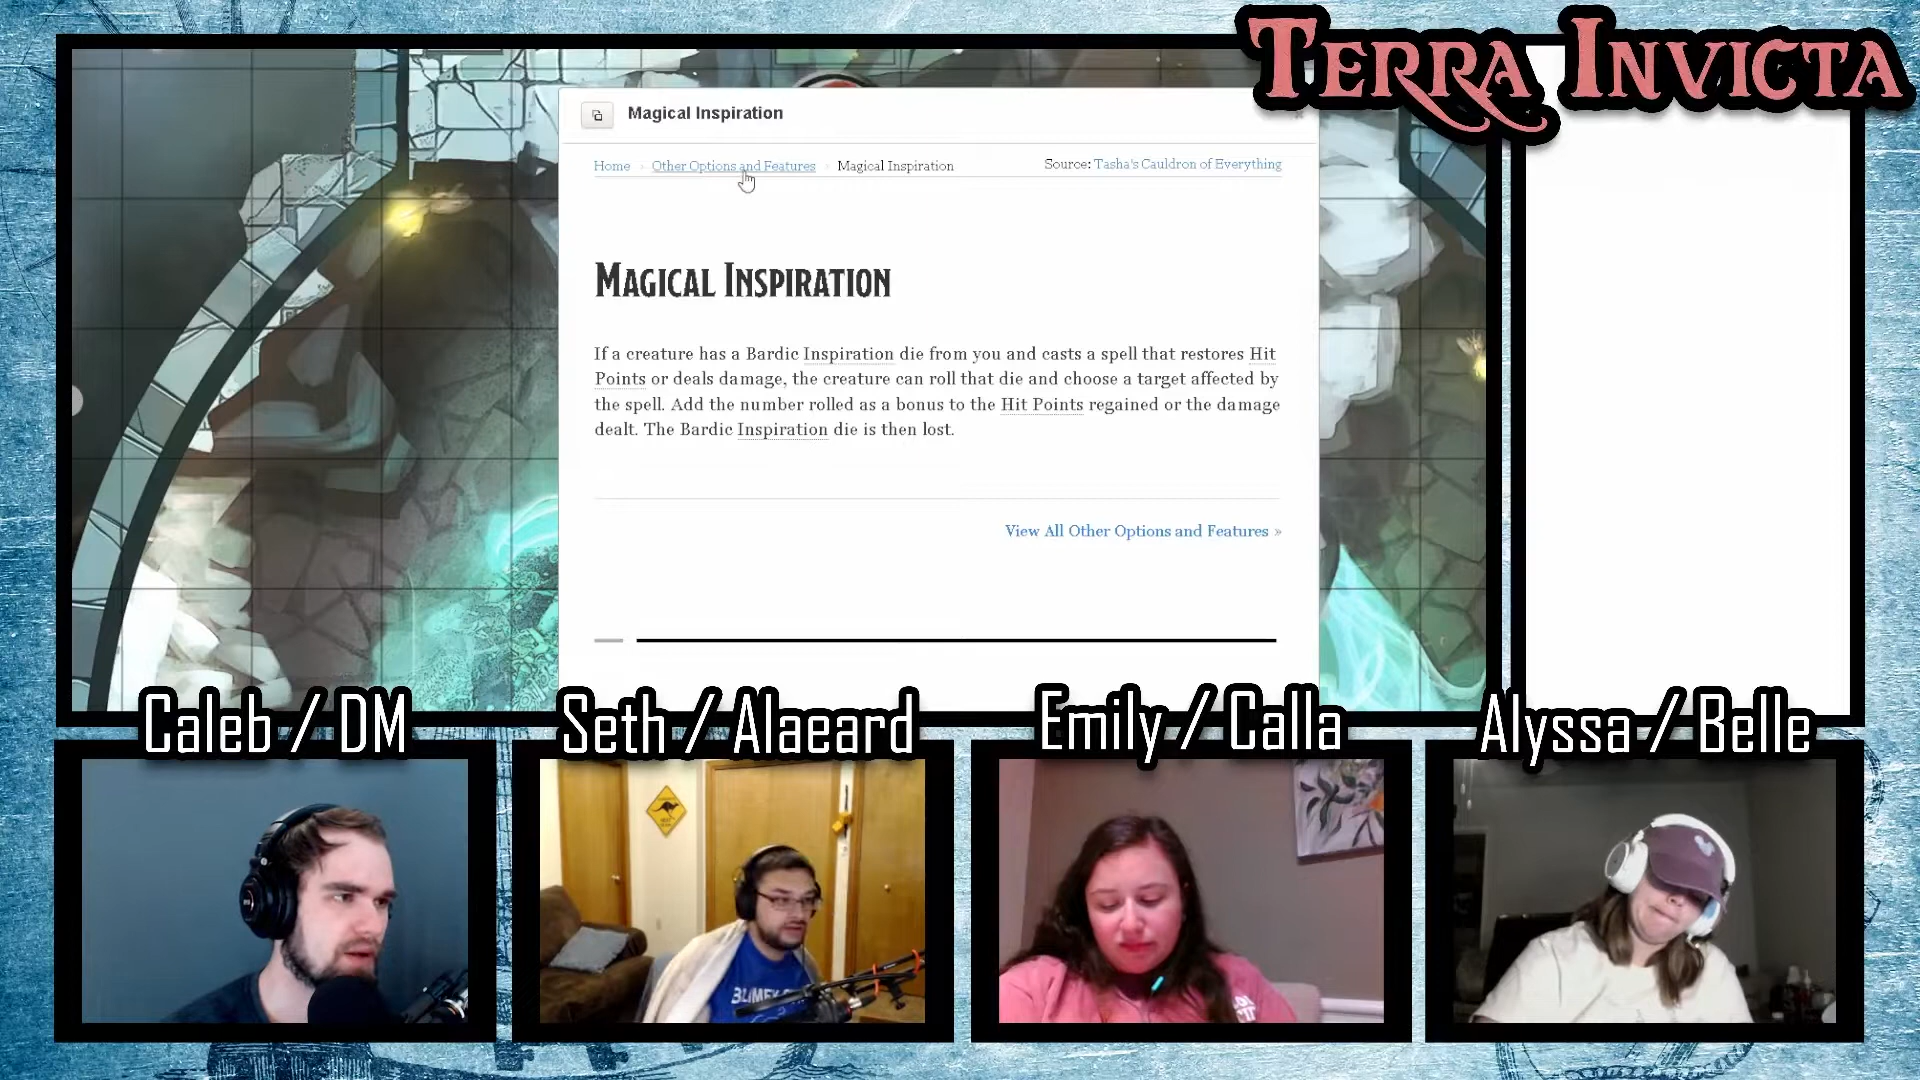 Terra Invicta
Magical Inspiration
Home Other Options and Features Magical Inspiration Source: Tasha's Cauldron of Everything
Magical Inspiration
If a creature has a Bardic Inspiration die from you and casts a spell that restores Hit
Points or deals damage, the creature can roll that die and choose a target affected by
the spell. Add the number rolled as a bonus to the Hit Points regained or the damage
dealt. The Bardic Inspiration die is then lost.
View All Other Options and Features »
Caleb / DM
Seth / Alaeard
Emily / Calla
Alyssa / Belle